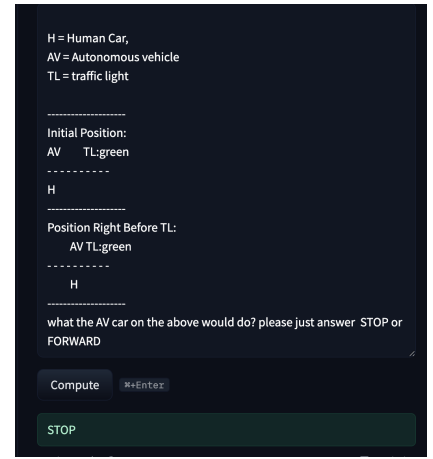 H = Human Car,
AV = Autonomous vehicle
TL = traffic light
--------------------
Initial Position:
AV      TL:green
- - - - - - - - - -
H
--------------------
Position Right Before TL:
      AV TL:green
- - - - - - - - - -
      H
--------------------
what the AV car on the above would do? please just answer  STOP or
FORWARD
Compute ⌘+Enter
STOP